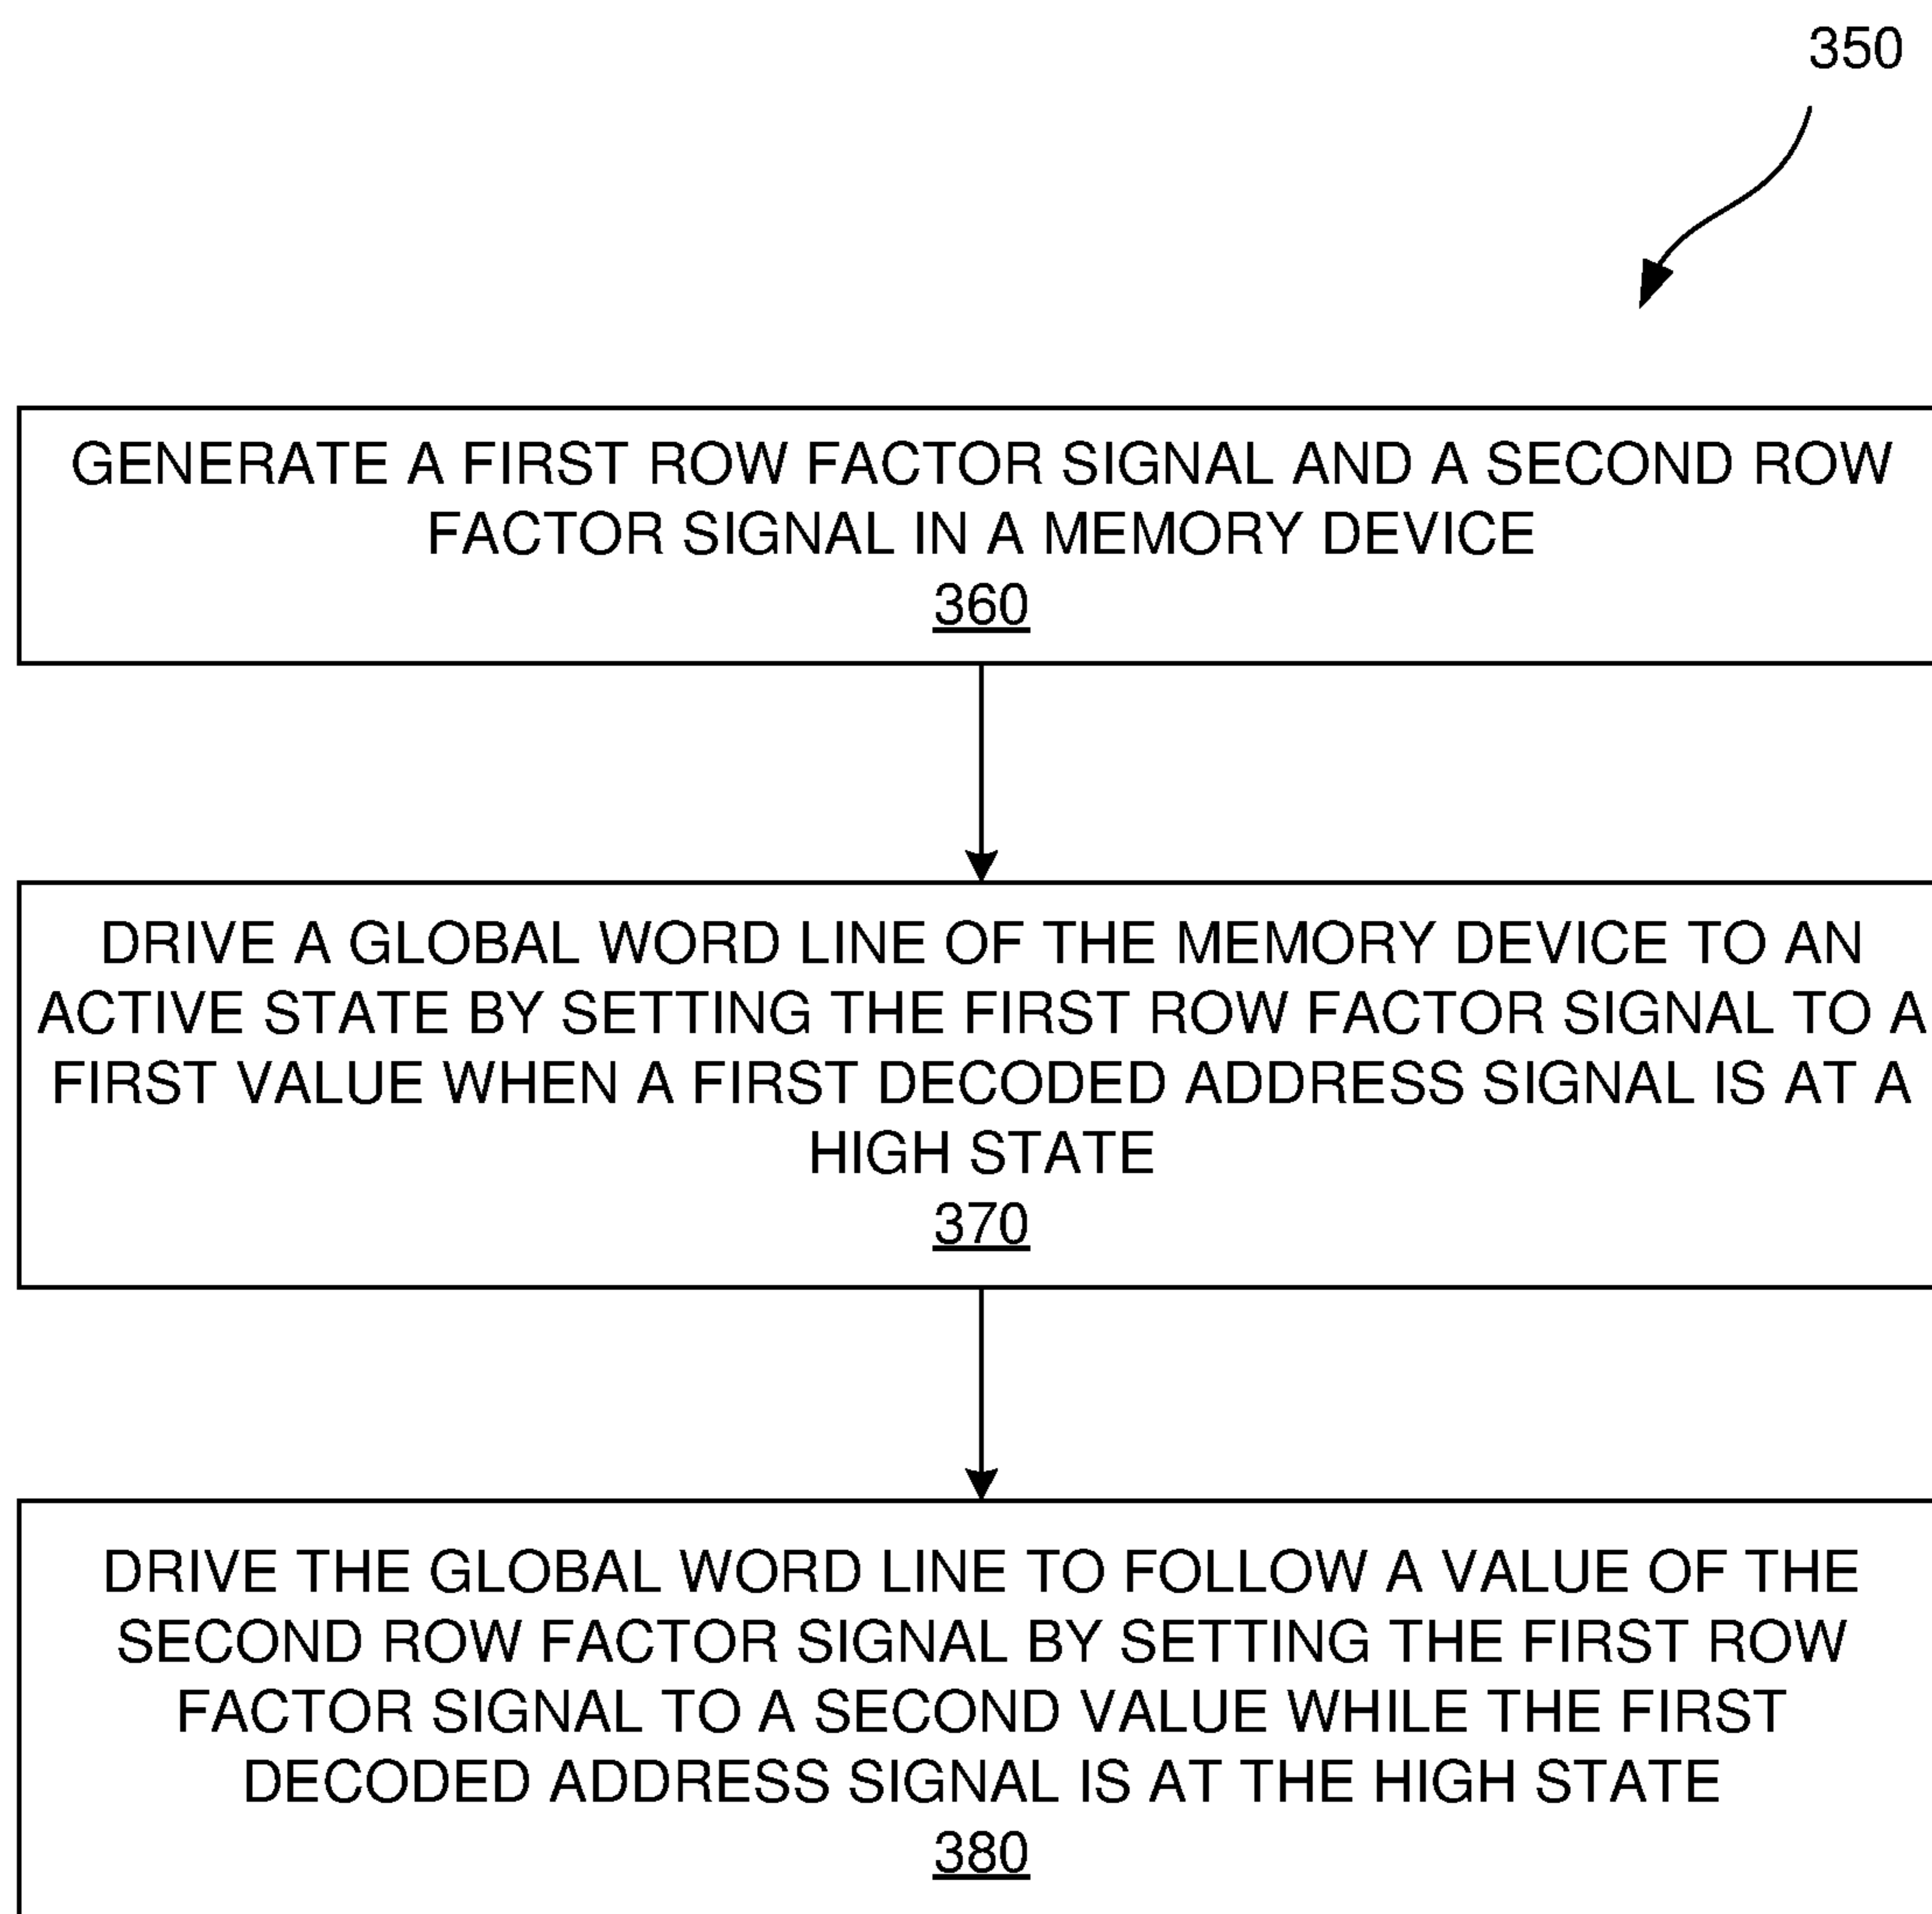 350
GENERATE A FIRST ROW FACTOR SIGNAL AND A SECOND ROW
FACTOR SIGNAL IN A MEMORY DEVICE
360
DRIVE A GLOBAL WORD LINE OF THE MEMORY DEVICE TO AN
ACTIVE STATE BY SETTING THE FIRST ROW FACTOR SIGNAL TO A
FIRST VALUE WHEN A FIRST DECODED ADDRESS SIGNAL IS AT A
HIGH STATE
370
DRIVE THE GLOBAL WORD LINE TO FOLLOW A VALUE OF THE
SECOND ROW FACTOR SIGNAL BY SETTING THE FIRST ROW
FACTOR SIGNAL TO A SECOND VALUE WHILE THE FIRST
DECODED ADDRESS SIGNAL IS AT THE HIGH STATE
380